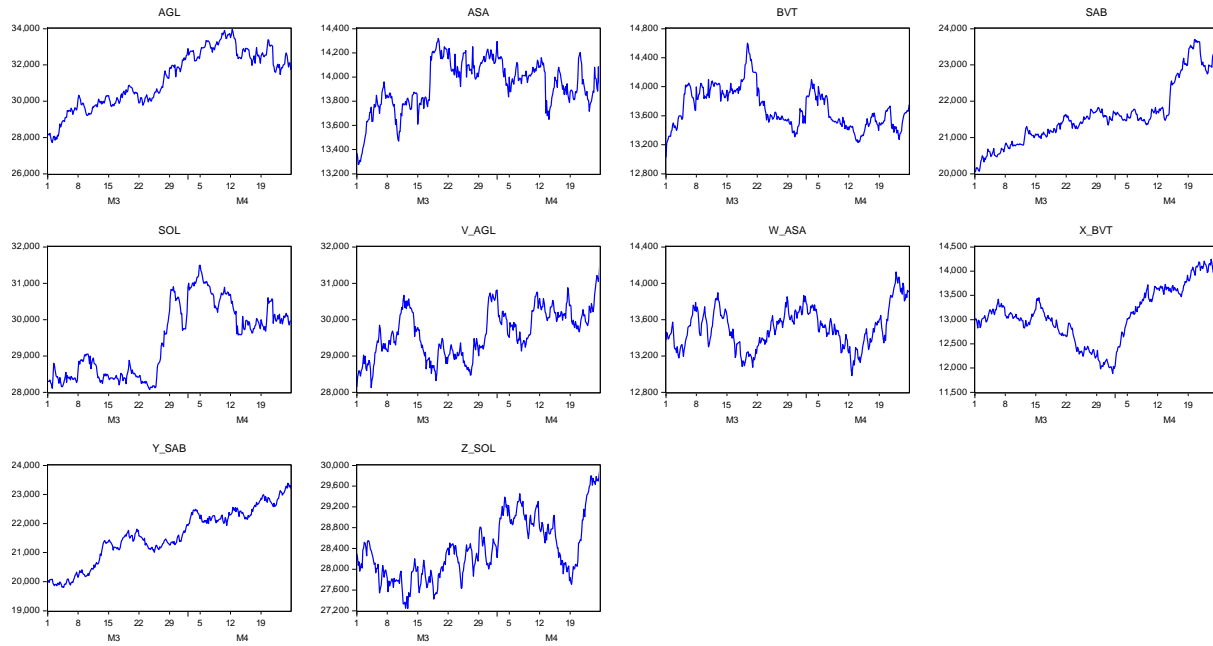 AGL
34,000
32,000
30,000
28,000
26,000
1 8 15 22 29 5 12 19
M3 M4
ASA
14,400
14,200
14,000
13,800
13,600
13,400
13,200
1 8 15 22 29 5 12 19
M3 M4
BVT
14,800
14,400
14,000
13,600
13,200
12,800
1 8 15 22 29 5 12 19
M3 M4
SAB
24,000
23,000
22,000
21,000
20,000
1 8 15 22 29 5 12 19
M3 M4
SOL
32,000
31,000
30,000
29,000
28,000
1 8 15 22 29 5 12 19
M3 M4
V_AGL
32,000
31,000
30,000
29,000
28,000
1 8 15 22 29 5 12 19
M3 M4
W_ASA
14,400
14,000
13,600
13,200
12,800
1 8 15 22 29 5 12 19
M3 M4
X_BVT
14,500
14,000
13,500
13,000
12,500
12,000
11,500
1 8 15 22 29 5 12 19
M3 M4
Y_SAB
24,000
23,000
22,000
21,000
20,000
19,000
1 8 15 22 29 5 12 19
M3 M4
Z_SOL
30,000
29,600
29,200
28,800
28,400
28,000
27,600
27,200
1 8 15 22 29 5 12 19
M3 M4